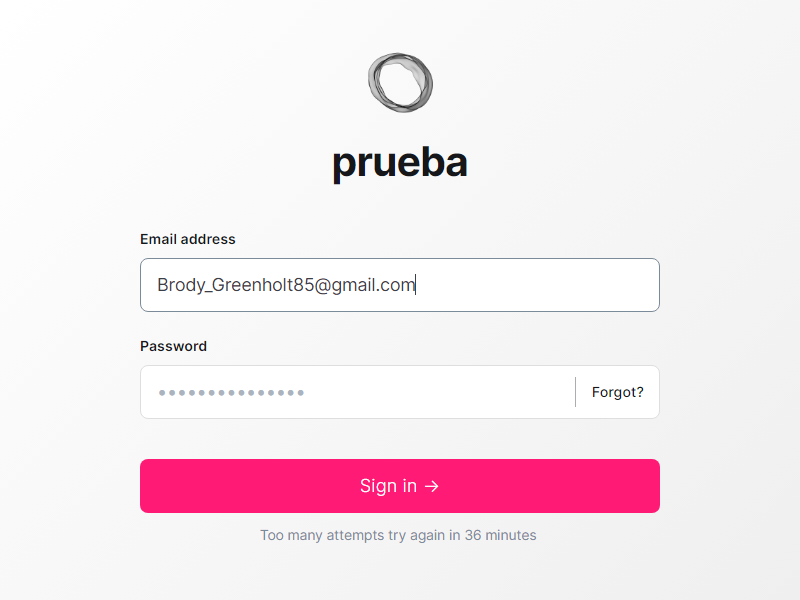 prueba
Email address
Brody_Greenholt85@gmail.com
Password
•••••••••••••••
Forgot?
Sign in →
Too many attempts try again in 36 minutes